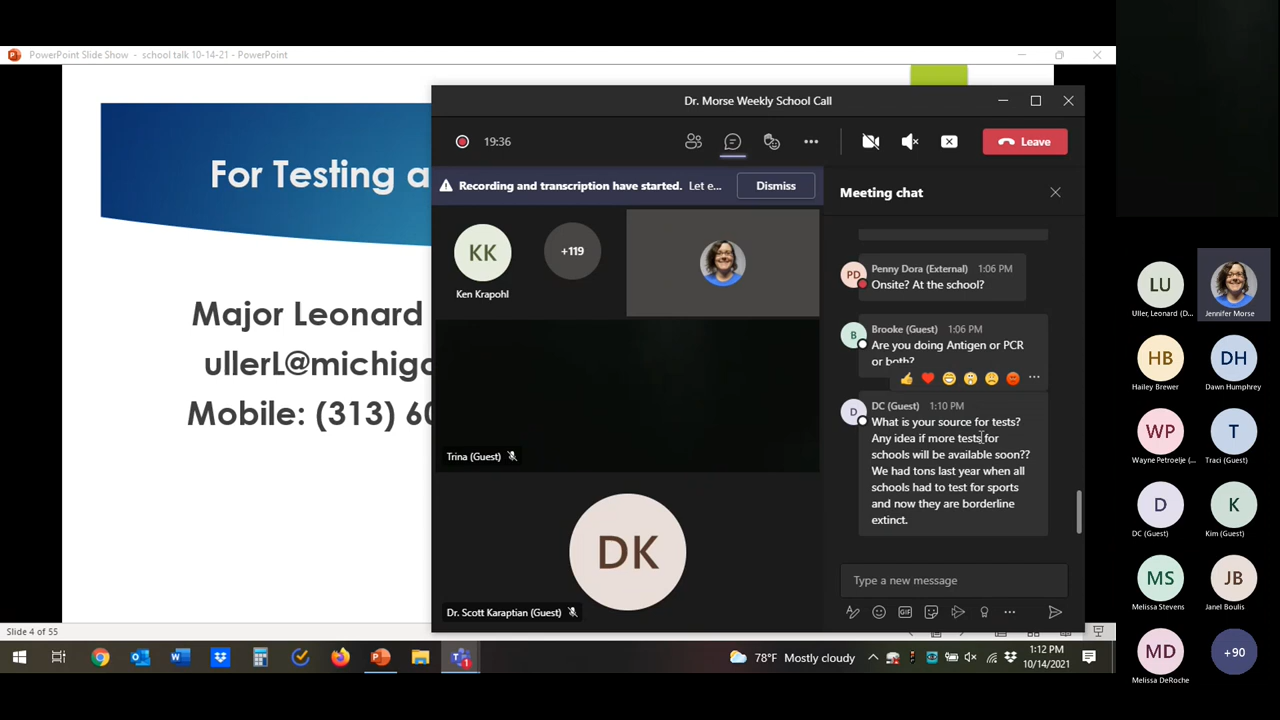 PowerPoint Slide Show - school talk 10-14-21 - PowerPoint
For Testing a
Major Leonard
ullerL@michiga
Mobile: (313) 60
Slide 4 of 55
Dr. Morse Weekly School Call
19:36
Leave
Recording and transcription have started. Let e...
Dismiss
KK
+119
Ken Krapohl
Trina (Guest)
DK
Dr. Scott Karaptian (Guest)
Meeting chat
PD
Penny Dora (External) 1:06 PM
Onsite? At the school?
B
Brooke (Guest) 1:06 PM
Are you doing Antigen or PCR
or both?
D
DC (Guest) 1:10 PM
What is your source for tests?
Any idea if more tests for
schools will be available soon??
We had tons last year when all
schools had to test for sports
and now they are borderline
extinct.
Type a new message
GIF
LU
Uller, Leonard (D...
Jennifer Morse
HB
Hailey Brewer
DH
Dawn Humphrey
WP
Wayne Petroelje (...
T
Traci (Guest)
D
DC (Guest)
K
Kim (Guest)
MS
Melissa Stevens
JB
Janel Boulis
MD
Melissa DeRoche
+90
78°F Mostly cloudy
1:12 PM
10/14/2021